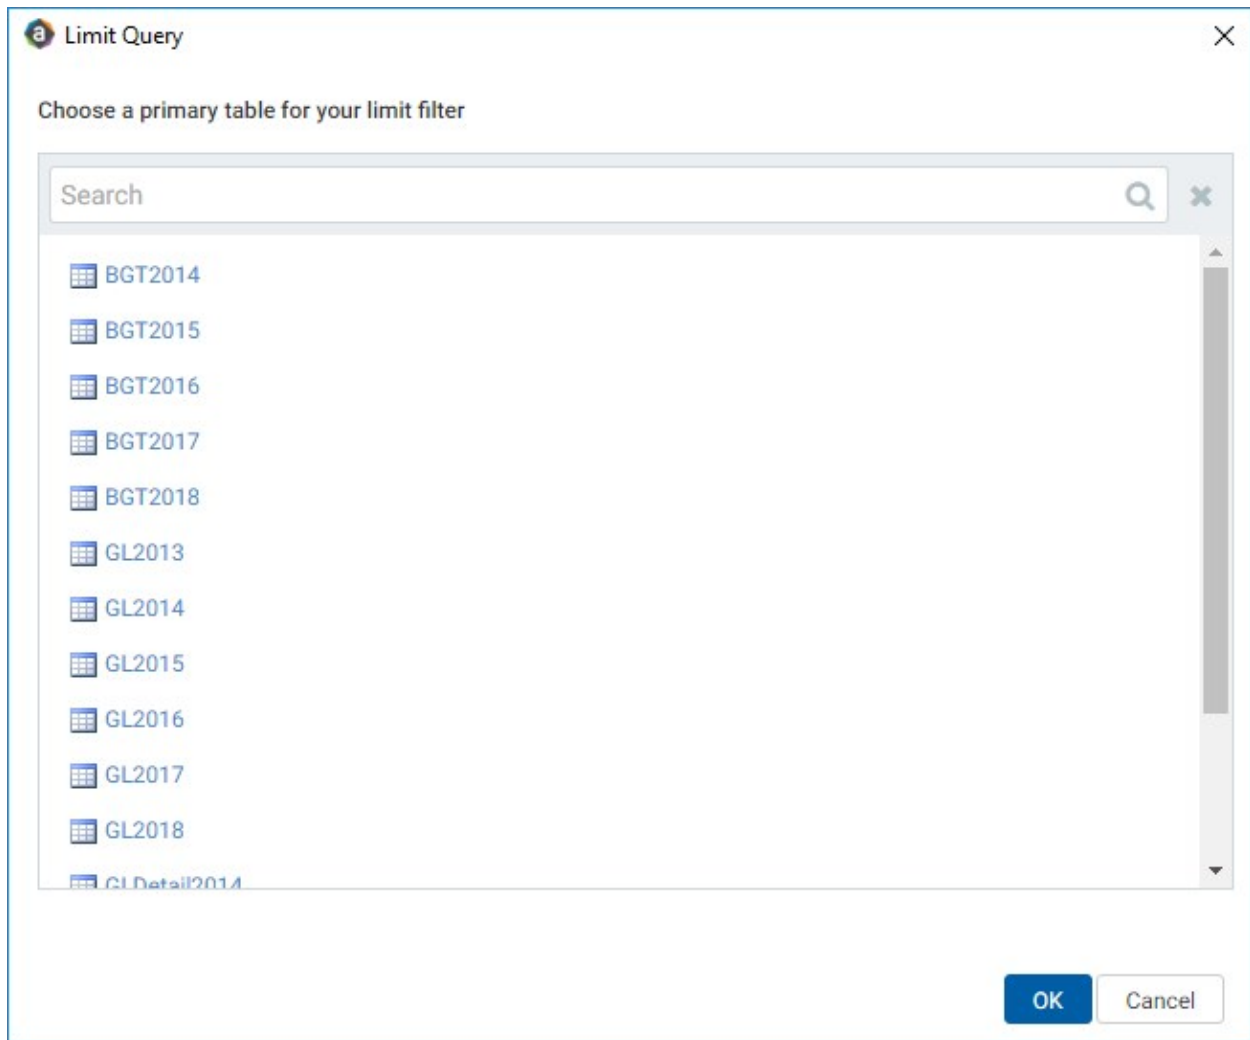 Limit Query
Choose a primary table for your limit filter
Search
BGT2014
BGT2015
BGT2016
BGT2017
BGT2018
GL2013
GL2014
GL2015
GL2016
GL2017
GL2018
GLDetail2014
OK Cancel